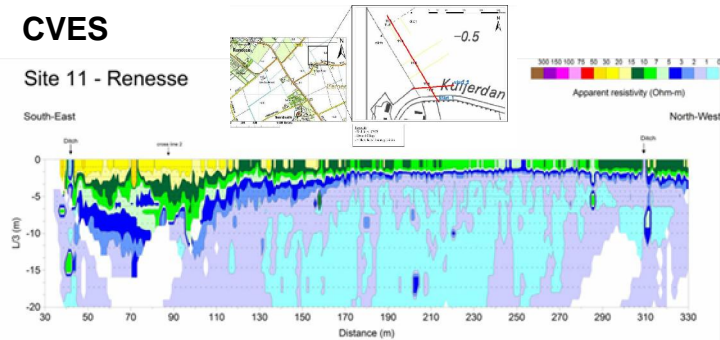 CVES
Site 11 - Renesse
-0.5
Kuijerdan
300 150 100 75 50 30 20 15 10 7 5 3 2 1 0
Apparent resistivity (Ohm-m)
South-East
North-West
Ditch
cross line 2
Ditch
L/3 (m)
0
-5
-10
-15
-20
30 50 70 90 110 130 150 170 190 210 230 250 270 290 310 330
Distance (m)